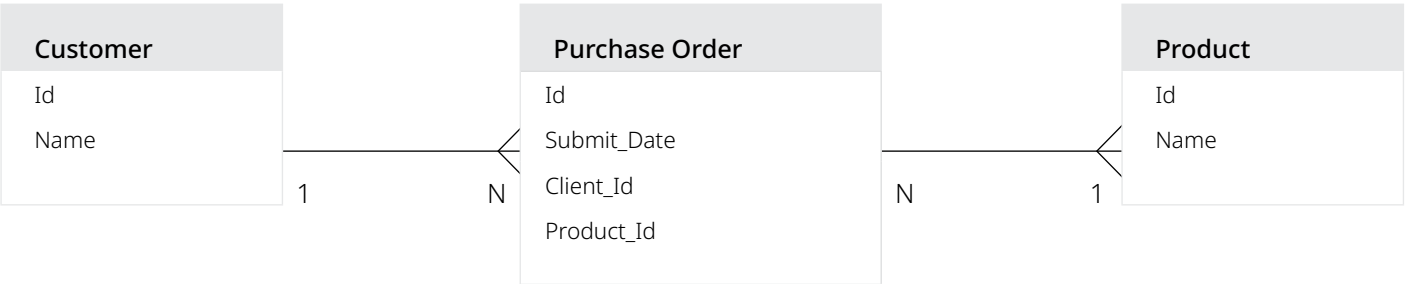 Customer
Id
Name
1
N
Purchase Order
Id
Submit_Date
Client_Id
Product_Id
N
1
Product
Id
Name